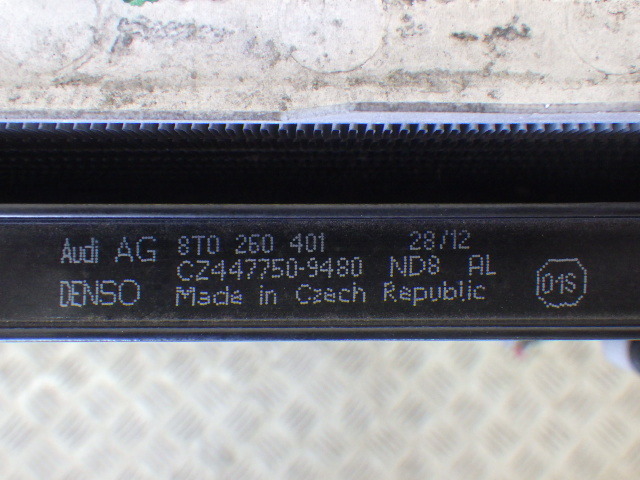 Audi AG 8T0 260 401 28/12
CZ447750-9480 ND8 AL
DENSO Made in Czech Republic
01S